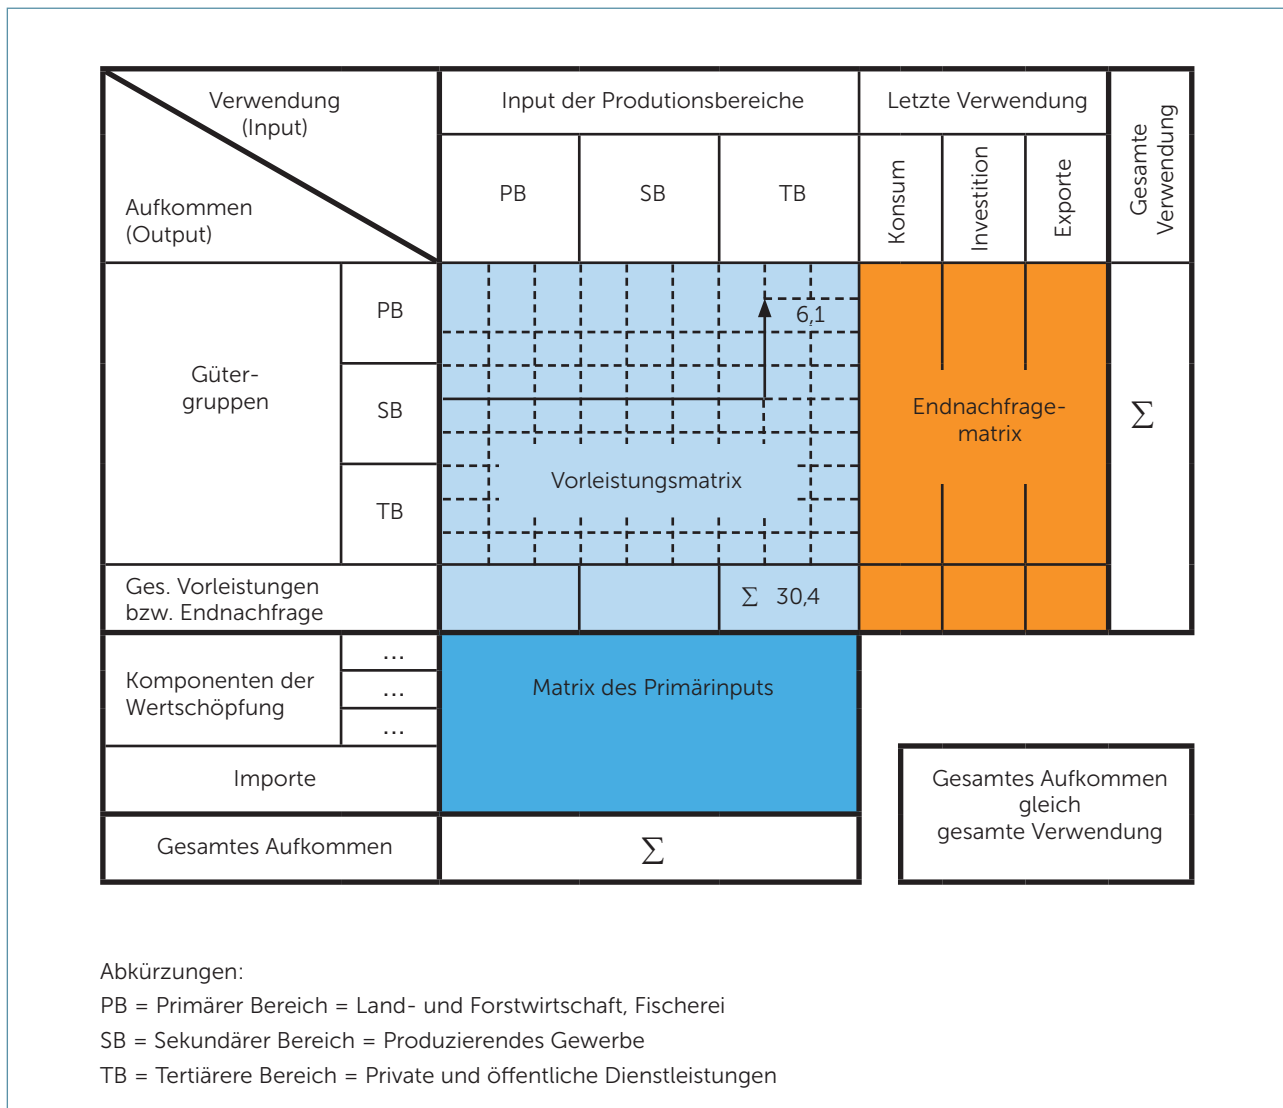 Verwendung
(Input)
Aufkommen
(Output)
Input der Produtionsbereiche
Letzte Verwendung
Gesamte
Verwendung
PB
SB
TB
Konsum
Investition
Exporte
Güter-
gruppen
PB
SB
TB
6,1
Vorleistungsmatrix
Endnachfrage-
matrix
Σ
Ges. Vorleistungen
bzw. Endnachfrage
Σ 30,4
Komponenten der
Wertschöpfung
...
...
...
Matrix des Primärinputs
Importe
Gesamtes Aufkommen
Σ
Gesamtes Aufkommen
gleich
gesamte Verwendung
Abkürzungen:
PB = Primärer Bereich = Land- und Forstwirtschaft, Fischerei
SB = Sekundärer Bereich = Produzierendes Gewerbe
TB = Tertiärere Bereich = Private und öffentliche Dienstleistungen